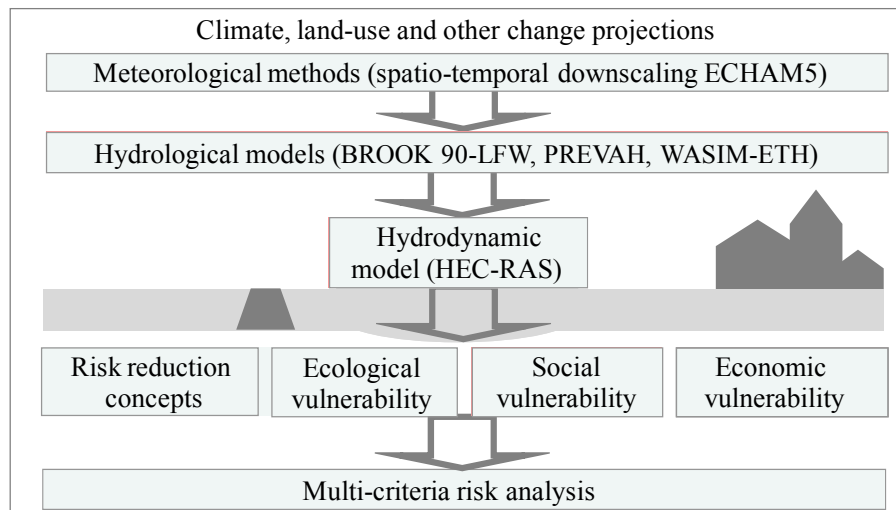 Climate, land-use and other change projections
Meteorological methods (spatio-temporal downscaling ECHAM5)
Hydrological models (BROOK 90-LFW, PREVAH, WASIM-ETH)
Hydrodynamic
model (HEC-RAS)
Risk reduction
concepts
Ecological
vulnerability
Social
vulnerability
Economic
vulnerability
Multi-criteria risk analysis